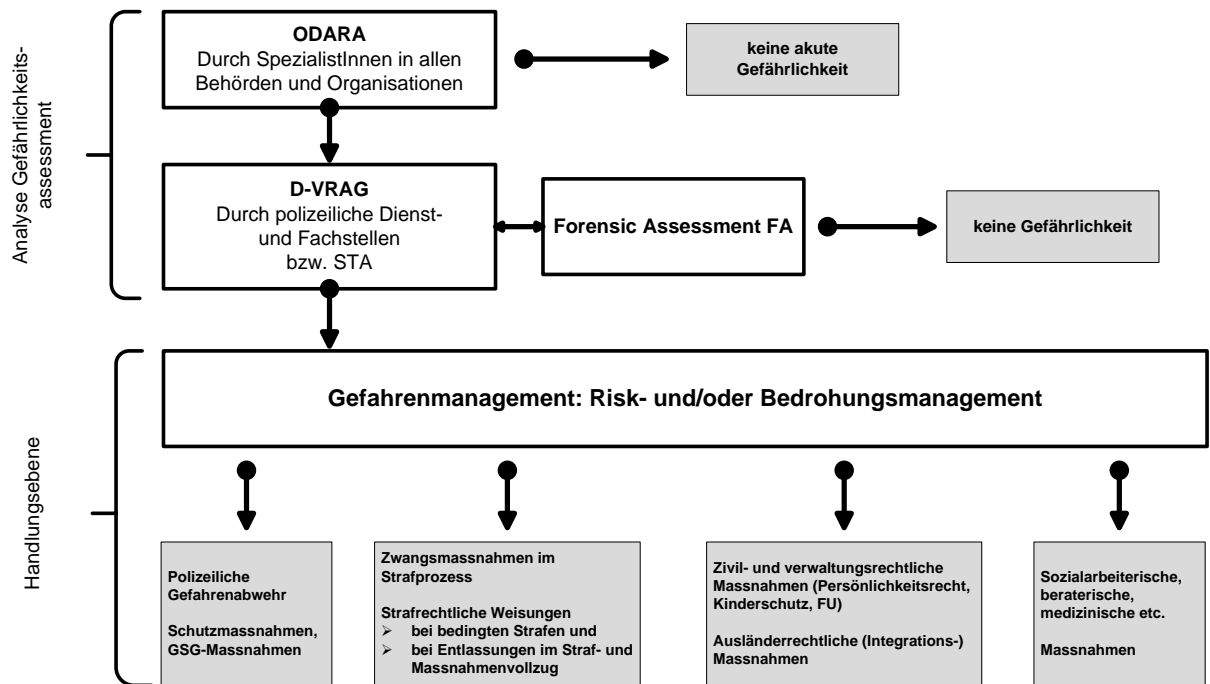 Analyse Gefährlichkeits-
assessment
ODARA
Durch SpezialistInnen in allen
Behörden und Organisationen
keine akute
Gefährlichkeit
D-VRAG
Durch polizeiliche Dienst-
und Fachstellen
bzw. STA
Forensic Assessment FA
keine Gefährlichkeit
Handlungsebene
Gefahrenmanagement: Risk- und/oder Bedrohungsmanagement
Polizeiliche
Gefahrenabwehr
Schutzmassnahmen,
GSG-Massnahmen
Zwangsmassnahmen im
Strafprozess
Strafrechtliche Weisungen
➢ bei bedingten Strafen und
➢ bei Entlassungen im Straf- und
Massnahmenvollzug
Zivil- und verwaltungsrechtliche
Massnahmen (Persönlichkeitsrecht,
Kinderschutz, FU)
Ausländerrechtliche (Integrations-)
Massnahmen
Sozialarbeiterische,
beraterische,
medizinische etc.
Massnahmen